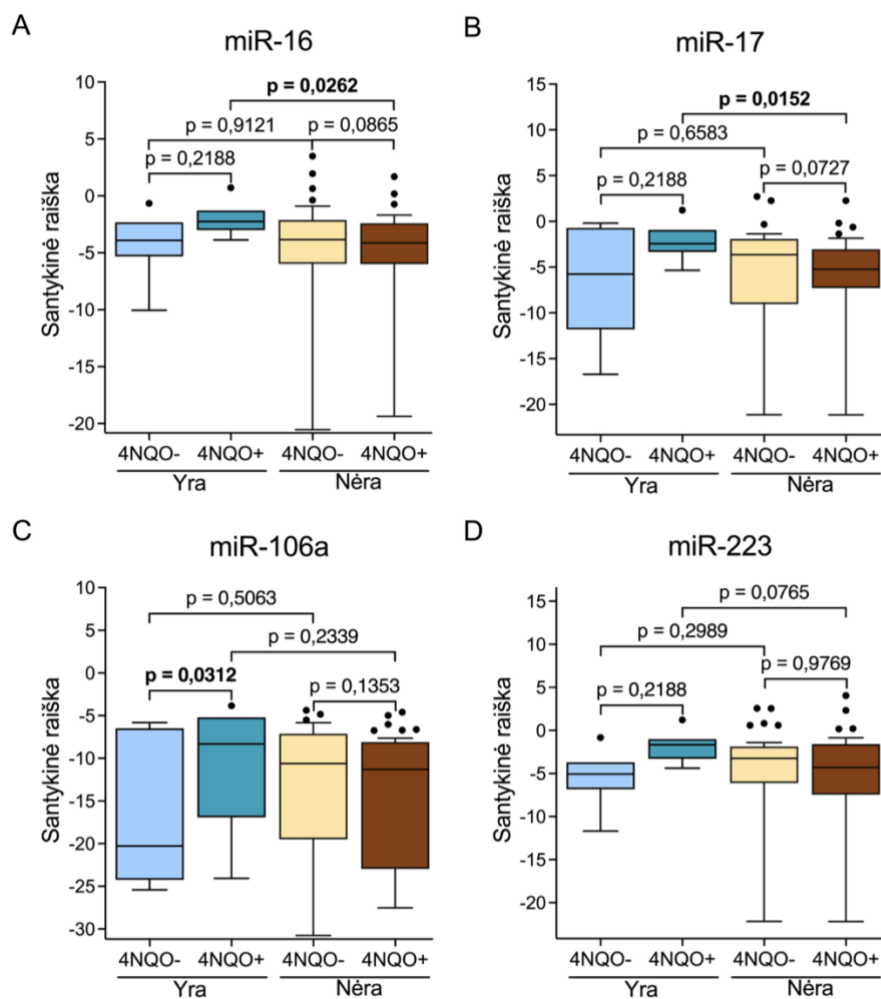 A
miR-16
Santykinė raiška
10
5
0
-5
-10
-15
-20
p = 0,0262
p = 0,9121
p = 0,0865
p = 0,2188
4NQO- 4NQO+ 4NQO- 4NQO+
Yra Nėra
B
miR-17
Santykinė raiška
15
10
5
0
-5
-10
-15
-20
p = 0,0152
p = 0,6583
p = 0,2188
p = 0,0727
4NQO- 4NQO+ 4NQO- 4NQO+
Yra Nėra
C
miR-106a
Santykinė raiška
10
5
0
-5
-10
-15
-20
-25
-30
p = 0,5063
p = 0,2339
p = 0,0312
p = 0,1353
4NQO- 4NQO+ 4NQO- 4NQO+
Yra Nėra
D
miR-223
Santykinė raiška
15
10
5
0
-5
-10
-15
-20
p = 0,0765
p = 0,2989
p = 0,9769
p = 0,2188
4NQO- 4NQO+ 4NQO- 4NQO+
Yra Nėra